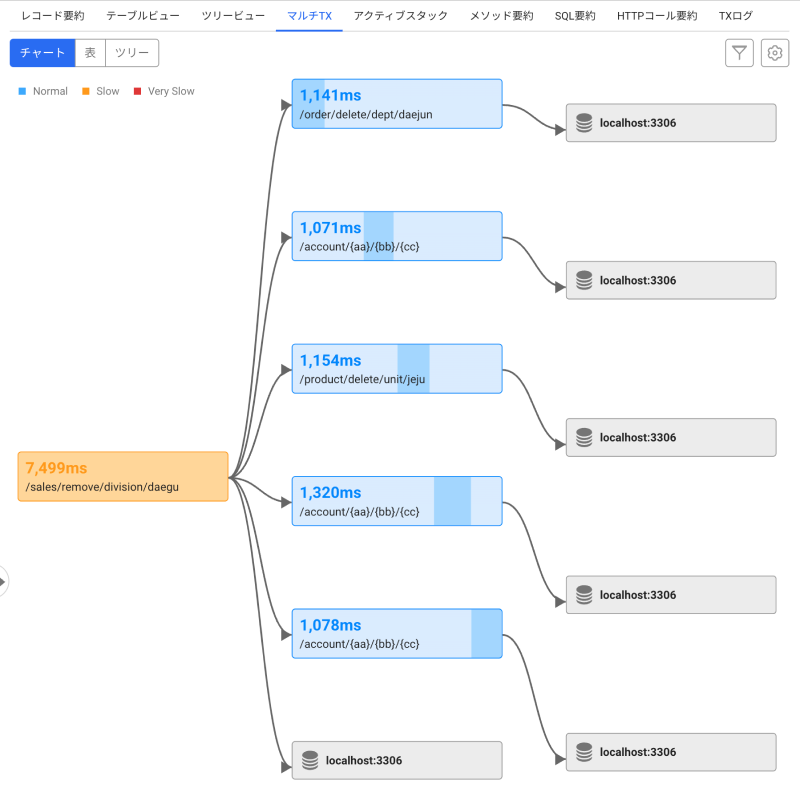 レコード要約 テーブルビュー ツリービュー マルチTX アクティブスタック メソッド要約 SQL要約 HTTPコール要約 TXログ
チャート 表 ツリー
Normal Slow Very Slow
1,141ms
/order/delete/dept/daejun
localhost:3306
1,071ms
/account/{aa}/{bb}/{cc}
localhost:3306
1,154ms
/product/delete/unit/jeju
localhost:3306
7,499ms
/sales/remove/division/daegu
1,320ms
/account/{aa}/{bb}/{cc}
localhost:3306
1,078ms
/account/{aa}/{bb}/{cc}
localhost:3306
localhost:3306